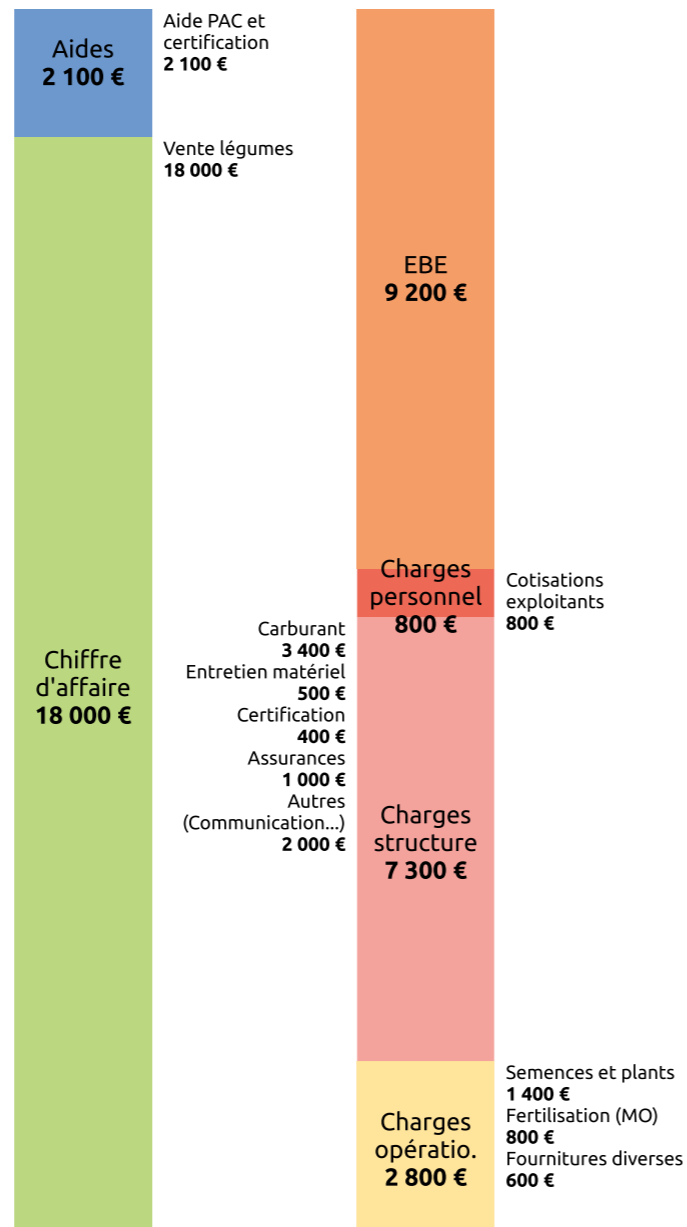 Aides
2 100 €
Aide PAC et
certification
2 100 €
Vente légumes
18 000 €
Chiffre
d'affaire
18 000 €
EBE
9 200 €
Charges
personnel
800 €
Cotisations
exploitants
800 €
Carburant
3 400 €
Entretien matériel
500 €
Certification
400 €
Assurances
1 000 €
Autres
(Communication...)
2 000 €
Charges
structure
7 300 €
Charges
opératio.
2 800 €
Semences et plants
1 400 €
Fertilisation (MO)
800 €
Fournitures diverses
600 €